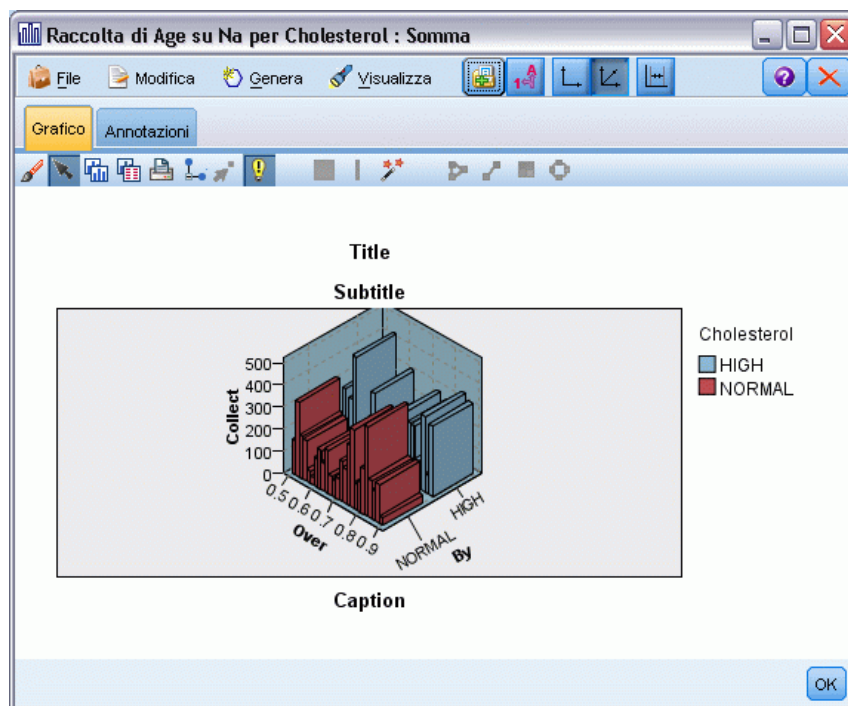 Raccolta di Age su Na per Cholesterol : Somma
File Modifica Genera Visualizza
Grafico Annotazioni
Title
Subtitle
Cholesterol
HIGH
NORMAL
500
400
300
200
100
0
Collect
0.5 0.6 0.7 0.8 0.9
Over
NORMAL HIGH
By
Caption
OK